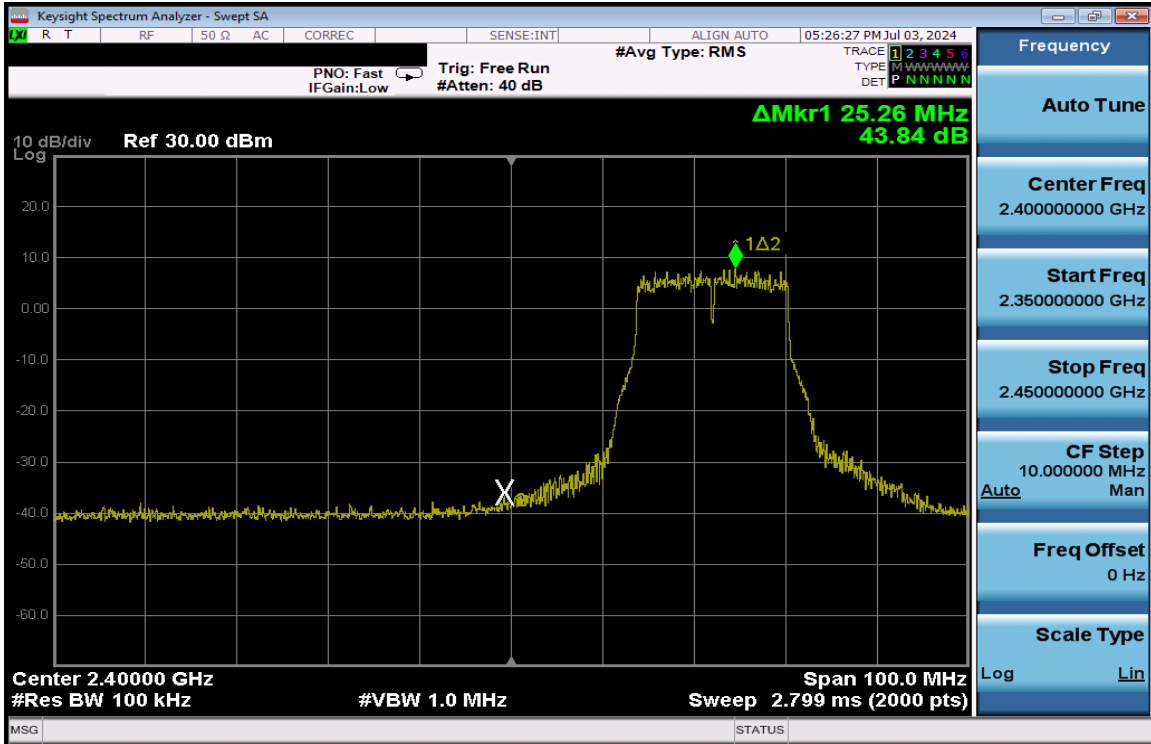 Keysight Spectrum Analyzer - Swept SA
LXI R T RF 50 Ω AC CORREC SENSE:INT ALIGN AUTO 05:26:27 PM Jul 03, 2024
PNO: Fast
IFGain:Low
Trig: Free Run
#Atten: 40 dB
#Avg Type: RMS
TRACE 1 2 3 4 5 6
TYPE M W W W W W
DET P N N N N N
ΔMkr1 25.26 MHz
43.84 dB
10 dB/div Ref 30.00 dBm
Log
20.0
10.0
0.00
-10.0
-20.0
-30.0
-40.0
-50.0
-60.0
1Δ2
X
Center 2.40000 GHz
Span 100.0 MHz
#Res BW 100 kHz
#VBW 1.0 MHz
Sweep 2.799 ms (2000 pts)
MSG
STATUS
Frequency
Auto Tune
Center Freq
2.400000000 GHz
Start Freq
2.350000000 GHz
Stop Freq
2.450000000 GHz
CF Step
10.000000 MHz
Auto Man
Freq Offset
0 Hz
Scale Type
Log Lin